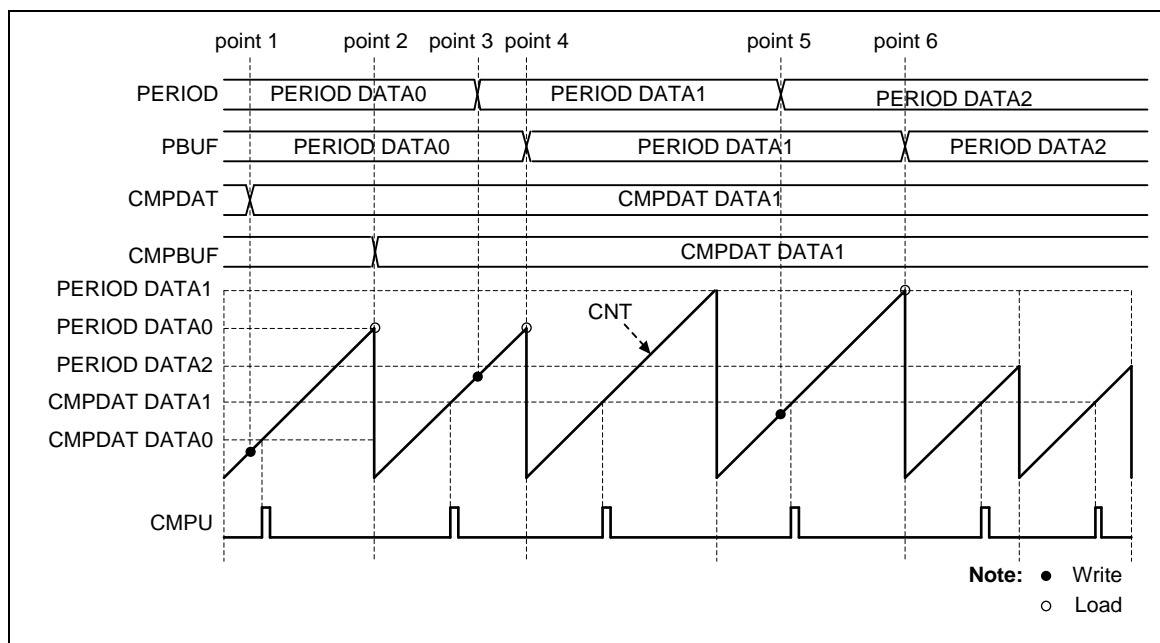 point 1 point 2 point 3 point 4 point 5 point 6
PERIOD PERIOD DATA0 PERIOD DATA1 PERIOD DATA2
PBUF PERIOD DATA0 PERIOD DATA1 PERIOD DATA2
CMPDAT CMPDAT DATA1
CMPBUF CMPDAT DATA1
PERIOD DATA1
CNT
PERIOD DATA0
PERIOD DATA2
CMPDAT DATA1
CMPDAT DATA0
CMPU
Note: ● Write
○ Load